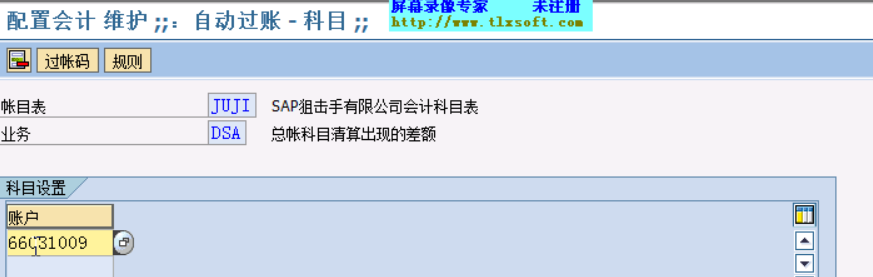 屏幕录像专家 未注册
http://www.tlxsoft.com
配置会计 维护 ;;: 自动过账 - 科目 ;;
过帐码 规则
帐目表 JUJI SAP狙击手有限公司会计科目表
业务 DSA 总帐科目清算出现的差额
科目设置
账户
66031009